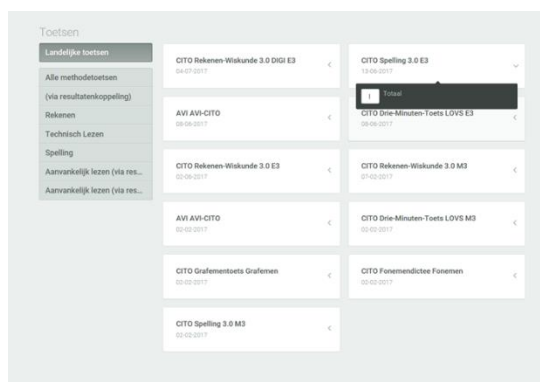 Toetsen
Landelijke toetsen
Alle methodetoetsen
(via resultatenkoppeling)
Rekenen
Technisch Lezen
Spelling
Aanvankelijk lezen (via res...
Aanvankelijk lezen (via res...
CITO Rekenen-Wiskunde 3.0 DIGI E3
04-07-2017
CITO Spelling 3.0 E3
13-06-2017
I Totaal
AVI AVI-CITO
08-06-2017
CITO Drie-Minuten-Toets LOVS E3
08-06-2017
CITO Rekenen-Wiskunde 3.0 E3
02-06-2017
CITO Rekenen-Wiskunde 3.0 M3
07-02-2017
AVI AVI-CITO
02-02-2017
CITO Drie-Minuten-Toets LOVS M3
02-02-2017
CITO Grafementoets Grafemen
02-02-2017
CITO Fonemendictee Fonemen
02-02-2017
CITO Spelling 3.0 M3
02-02-2017